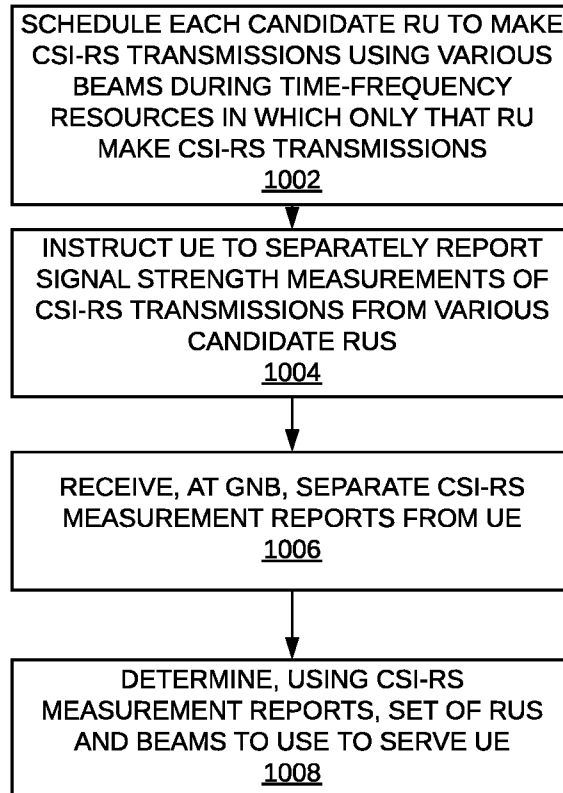 SCHEDULE EACH CANDIDATE RU TO MAKE
CSI-RS TRANSMISSIONS USING VARIOUS
BEAMS DURING TIME-FREQUENCY
RESOURCES IN WHICH ONLY THAT RU
MAKE CSI-RS TRANSMISSIONS
1002
INSTRUCT UE TO SEPARATELY REPORT
SIGNAL STRENGTH MEASUREMENTS OF
CSI-RS TRANSMISSIONS FROM VARIOUS
CANDIDATE RUS
1004
RECEIVE, AT GNB, SEPARATE CSI-RS
MEASUREMENT REPORTS FROM UE
1006
DETERMINE, USING CSI-RS
MEASUREMENT REPORTS, SET OF RUS
AND BEAMS TO USE TO SERVE UE
1008